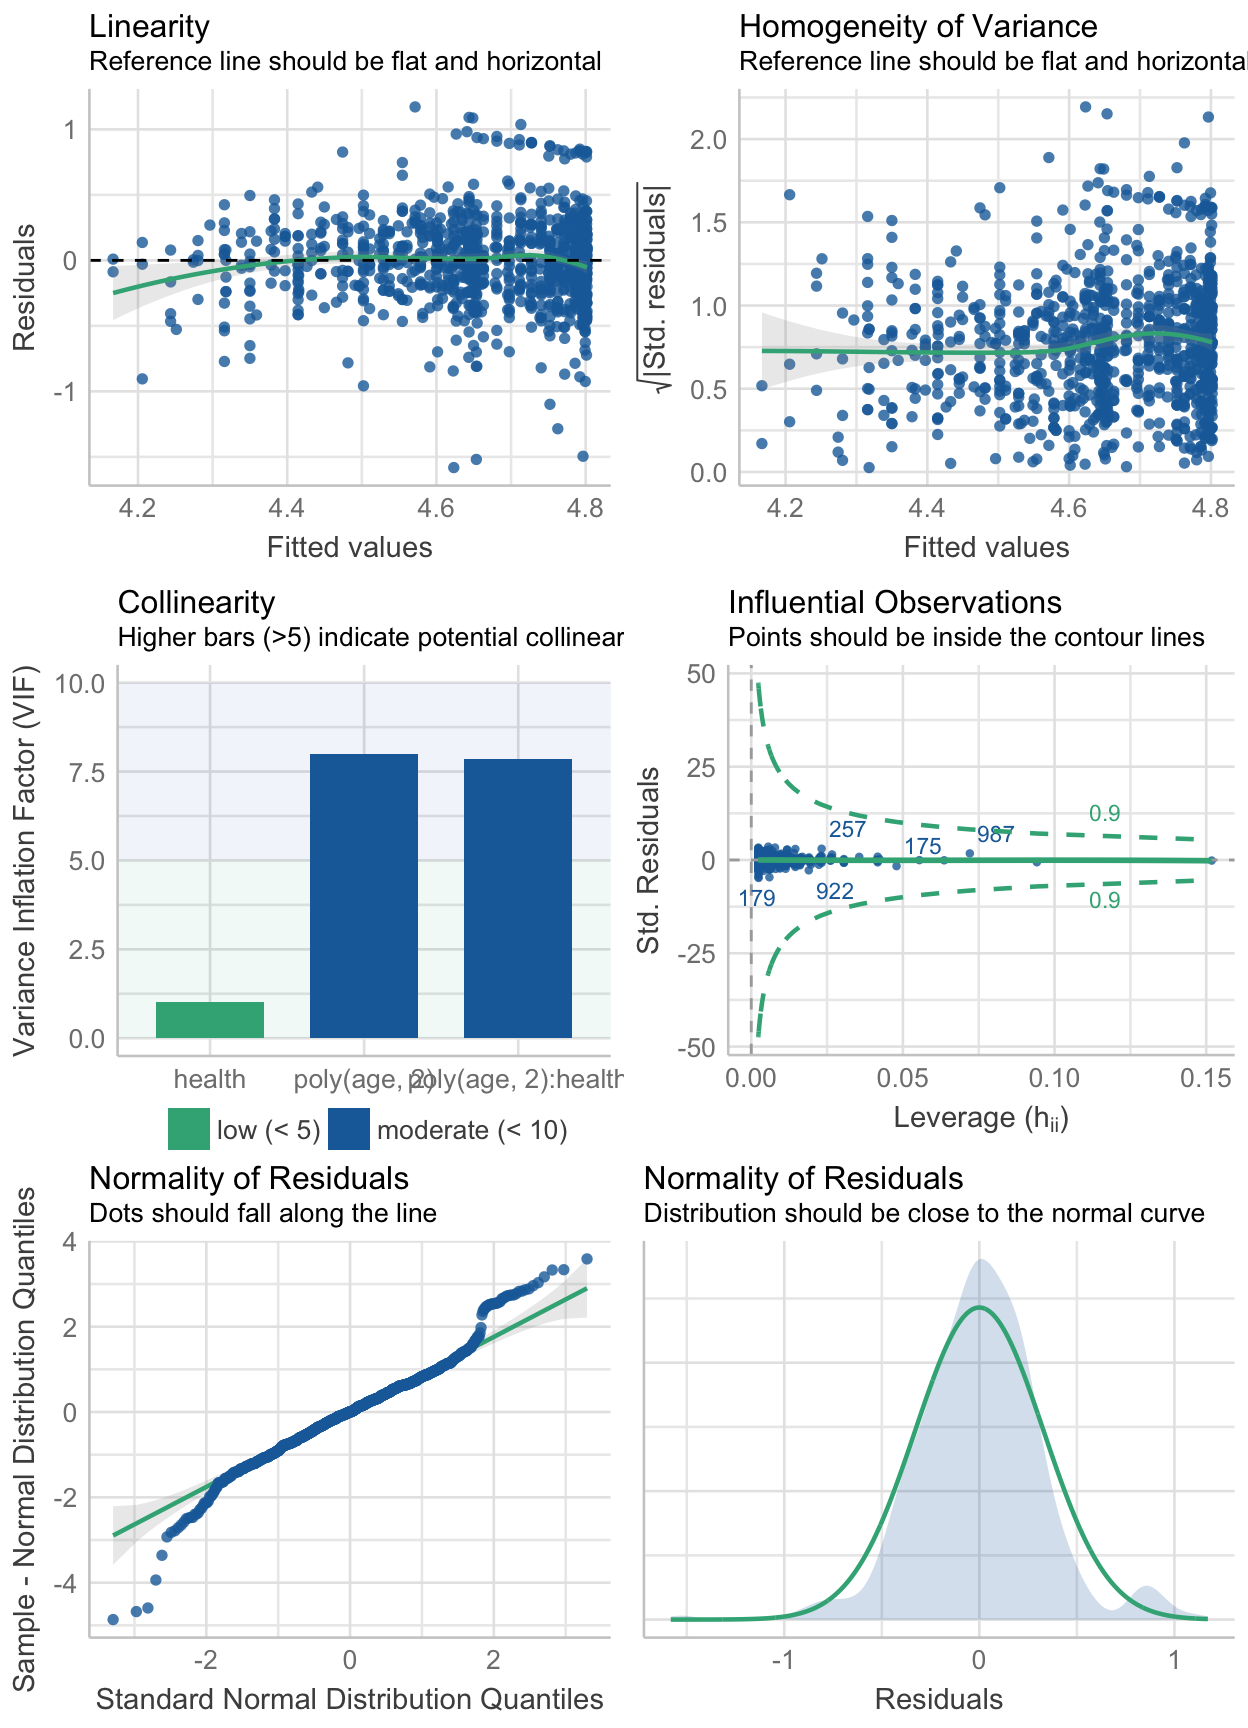 Linearity
Reference line should be flat and horizontal
Residuals
1
0
-1
4.2 4.4 4.6 4.8
Fitted values
Homogeneity of Variance
Reference line should be flat and horizontal
√|Std. residuals|
2.0
1.5
1.0
0.5
0.0
4.2 4.4 4.6 4.8
Fitted values
Collinearity
Higher bars (>5) indicate potential collinear
Variance Inflation Factor (VIF)
10.0
7.5
5.0
2.5
0.0
health poly(age, 2) poly(age, 2):health
low (< 5) moderate (< 10)
Influential Observations
Points should be inside the contour lines
Std. Residuals
50
25
0
-25
-50
0.9
257
987
175
179
922
0.9
0.00 0.05 0.10 0.15
Leverage (hii)
Normality of Residuals
Dots should fall along the line
Sample - Normal Distribution Quantiles
4
2
0
-2
-4
-2 0 2
Standard Normal Distribution Quantiles
Normality of Residuals
Distribution should be close to the normal curve
-1 0 1
Residuals